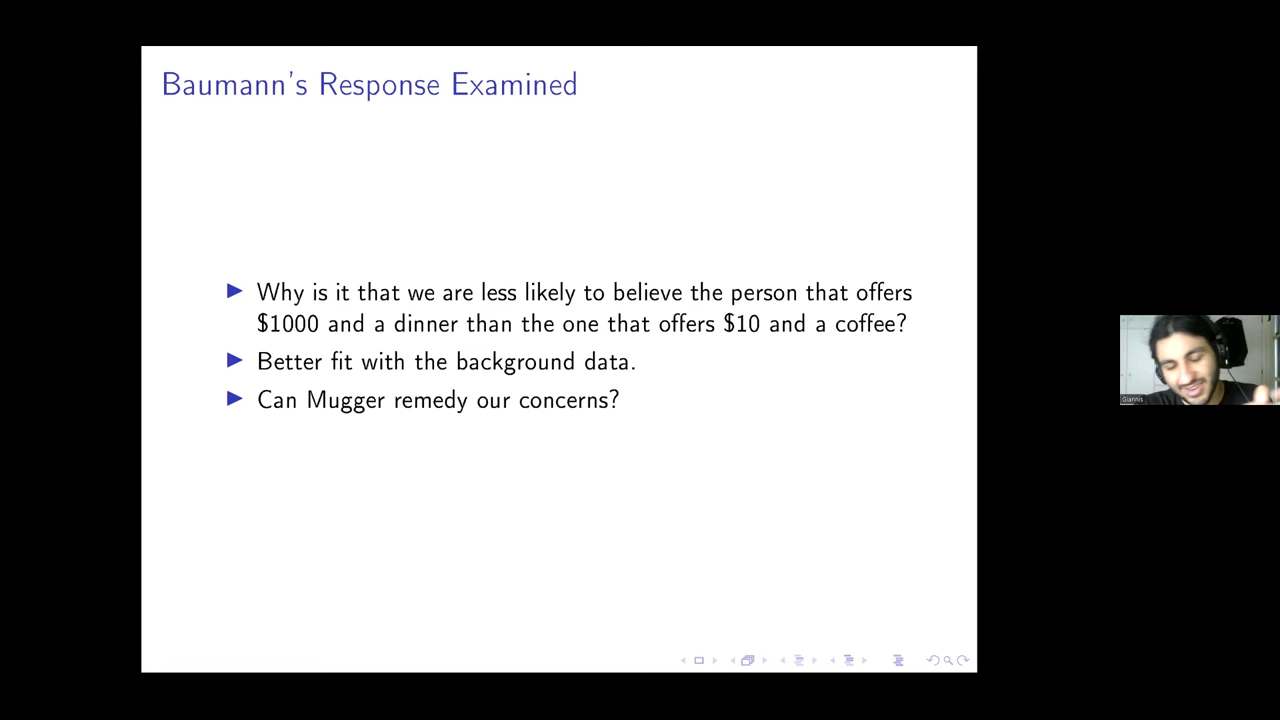 Baumann's Response Examined
Why is it that we are less likely to believe the person that offers
$1000 and a dinner than the one that offers $10 and a coffee?
Better fit with the background data.
Can Mugger remedy our concerns?
Giannis